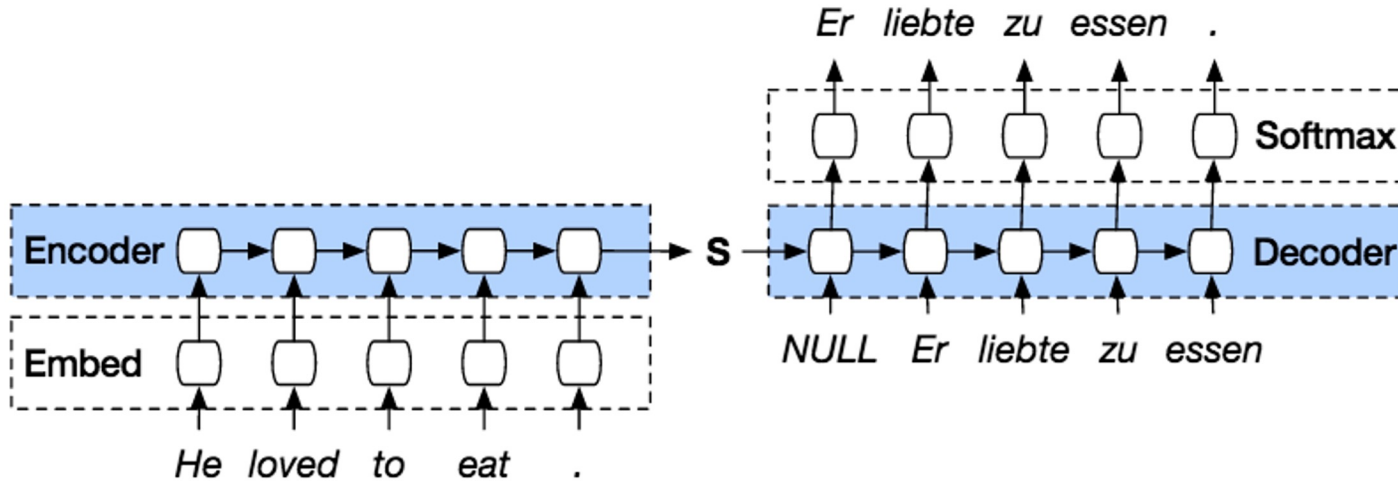 Er liebte zu essen .
Softmax
Encoder
S
Decoder
NULL Er liebte zu essen
Embed
He loved to eat .